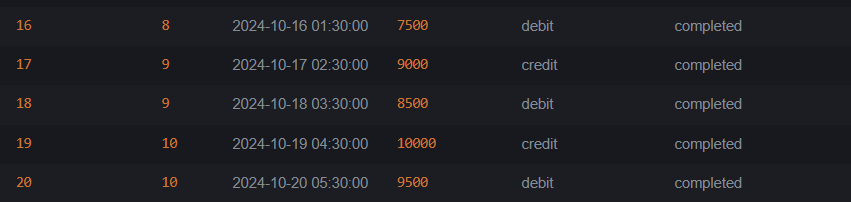 16 8 2024-10-16 01:30:00 7500 debit completed
17 9 2024-10-17 02:30:00 9000 credit completed
18 9 2024-10-18 03:30:00 8500 debit completed
19 10 2024-10-19 04:30:00 10000 credit completed
20 10 2024-10-20 05:30:00 9500 debit completed